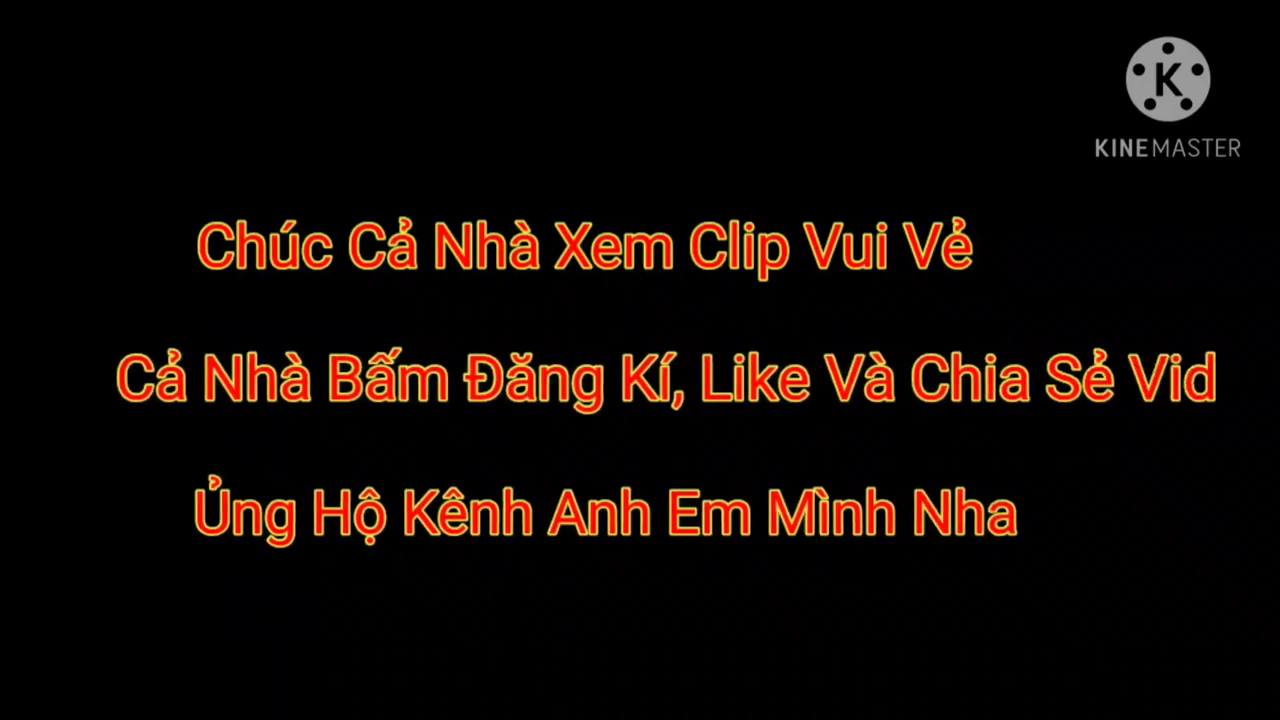 KINEMASTER
Chúc Cả Nhà Xem Clip Vui Vẻ
Cả Nhà Bấm Đăng Kí, Like Và Chia Sẻ Vid
Ủng Hộ Kênh Anh Em Mình Nha